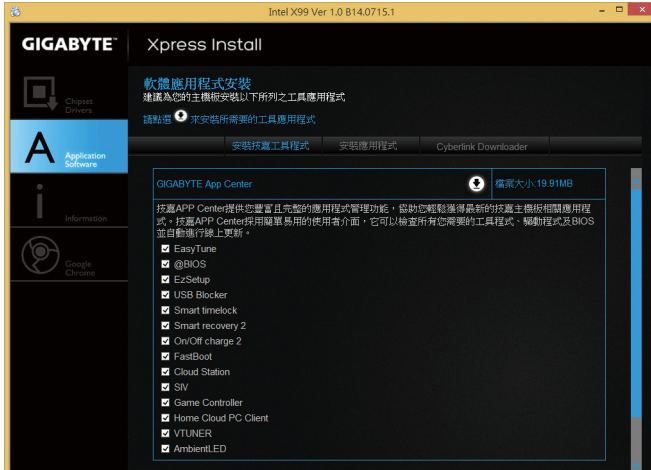 Intel X99 Ver 1.0 B14.0715.1
GIGABYTE™ Xpress Install
Chipset
Drivers
Application
Software
Information
Google
Chrome
軟體應用程式安裝
建議為您的主機板安裝以下所列之工具應用程式
請點選 來安裝所需要的工具應用程式
安裝技嘉工具程式 安裝應用程式 Cyberlink Downloader
GIGABYTE App Center 檔案大小:19.91MB
技嘉APP Center提供您豐富且完整的應用程式管理功能，協助您輕鬆獲得最新的技嘉主機板相關應用程
式。技嘉APP Center採用簡單易用的使用者介面，它可以檢查所有您需要的工具程式、驅動程式及BIOS
並自動進行線上更新。
EasyTune
@BIOS
EzSetup
USB Blocker
Smart timelock
Smart recovery 2
On/Off charge 2
FastBoot
Cloud Station
SIV
Game Controller
Home Cloud PC Client
VTUNER
AmbientLED